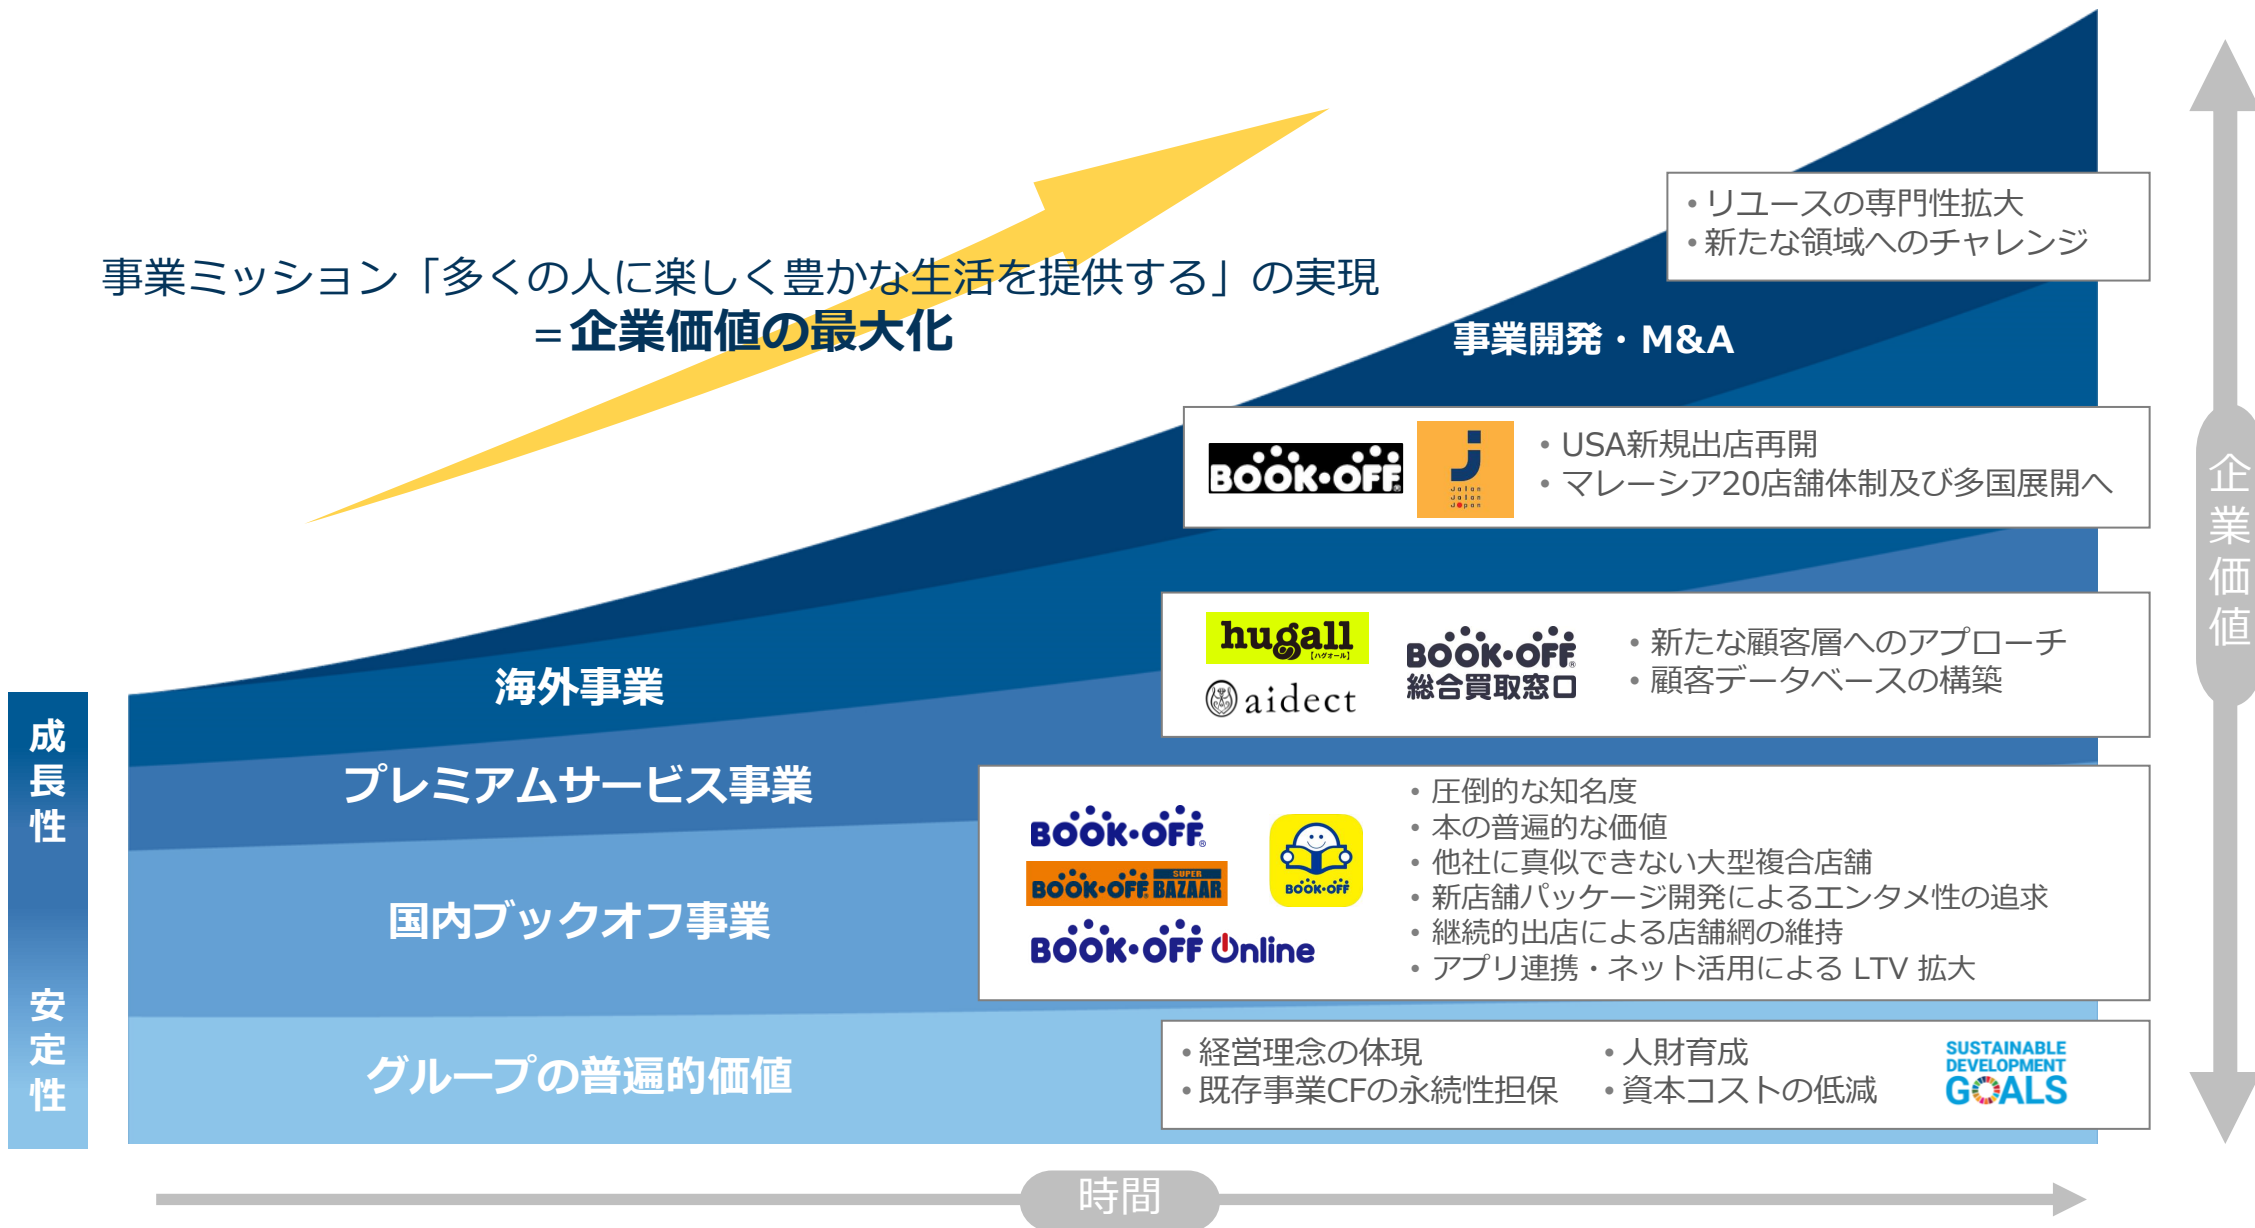 事業ミッション「多くの人に楽しく豊かな生活を提供する」の実現
=企業価値の最大化
• リユースの専門性拡大
• 新たな領域へのチャレンジ
事業開発・M&A
BOOK•OFF
J
Jalan
Jalan
Japan
• USA新規出店再開
• マレーシア20店舗体制及び多国展開へ
海外事業
hugall
【ハグオール】
aidect
BOOK•OFF
総合買取窓口
• 新たな顧客層へのアプローチ
• 顧客データベースの構築
プレミアムサービス事業
BOOK•OFF
BOOK•OFF SUPER BAZAAR
BOOK•OFF Online
BOOK•OFF
• 圧倒的な知名度
• 本の普遍的な価値
• 他社に真似できない大型複合店舗
• 新店舗パッケージ開発によるエンタメ性の追求
• 継続的出店による店舗網の維持
• アプリ連携・ネット活用による LTV 拡大
国内ブックオフ事業
グループの普遍的価値
• 経営理念の体現
• 既存事業CFの永続性担保
• 人財育成
• 資本コストの低減
SUSTAINABLE
DEVELOPMENT
GOALS
成長性
安定性
企業価値
時間